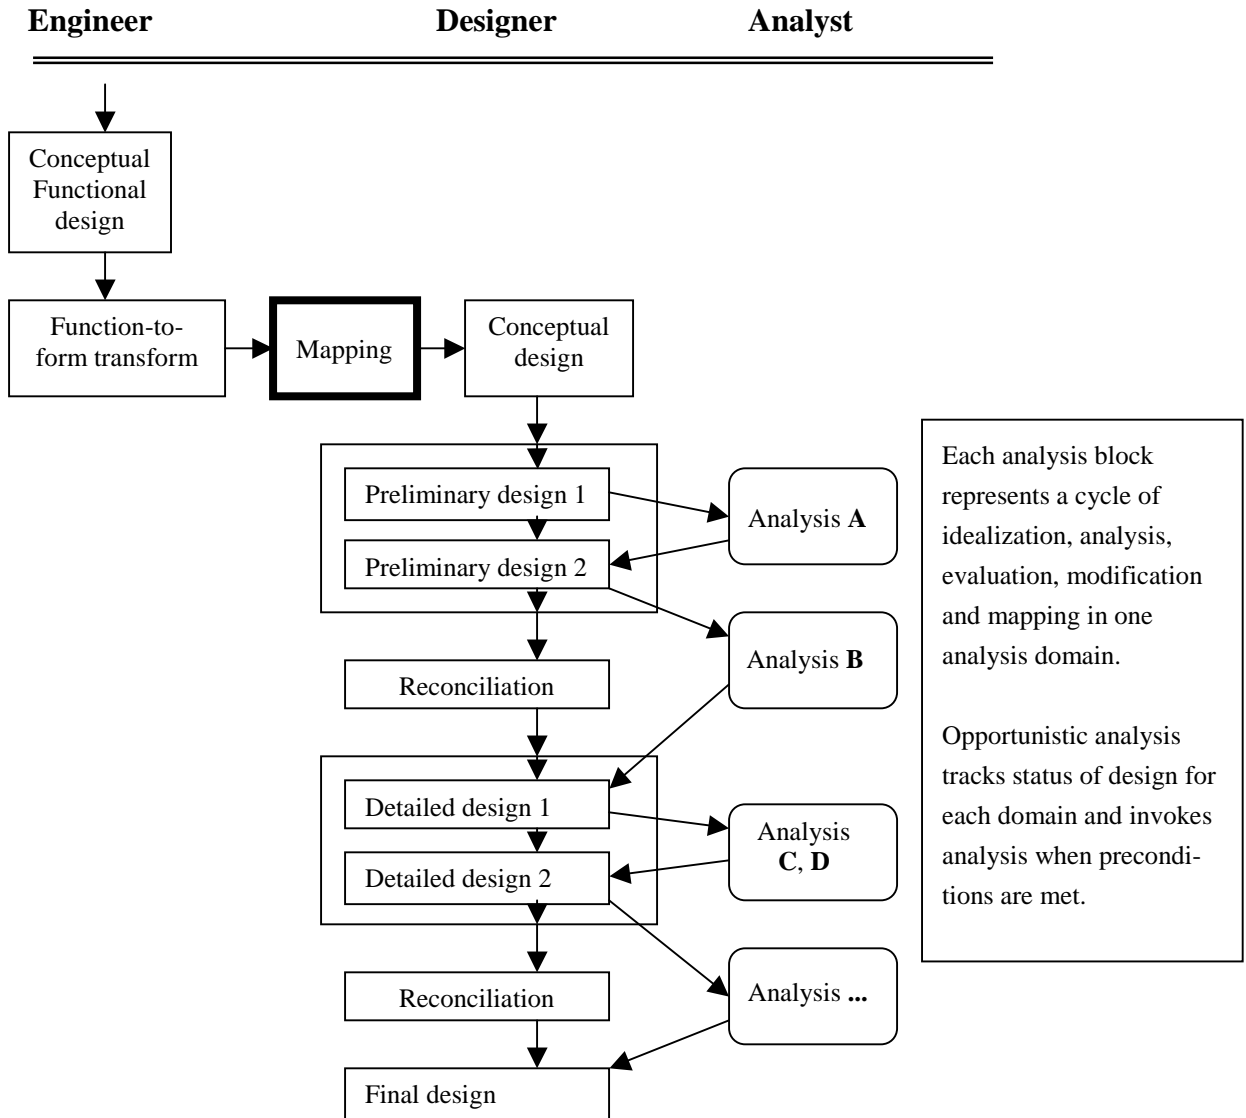 Engineer
Designer
Analyst
Conceptual
Functional
design
Function-to-
form transform
Mapping
Conceptual
design
Preliminary design 1
Preliminary design 2
Analysis A
Analysis B
Reconciliation
Detailed design 1
Detailed design 2
Analysis
C, D
Reconciliation
Analysis ...
Final design
Each analysis block
represents a cycle of
idealization, analysis,
evaluation, modification
and mapping in one
analysis domain.
Opportunistic analysis
tracks status of design for
each domain and invokes
analysis when precondi-
tions are met.